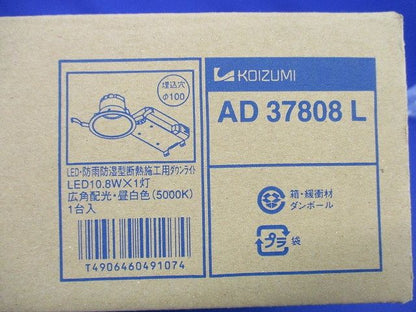 埋込穴
Φ100
LED・防雨防湿型断熱施工用ダウンライト
LED10.8W×1灯
広角配光・昼白色(5000K)
1台入
T4906460491074
KOIZUMI
AD 37808 L
箱・緩衝材
ダンボール
プラ
袋